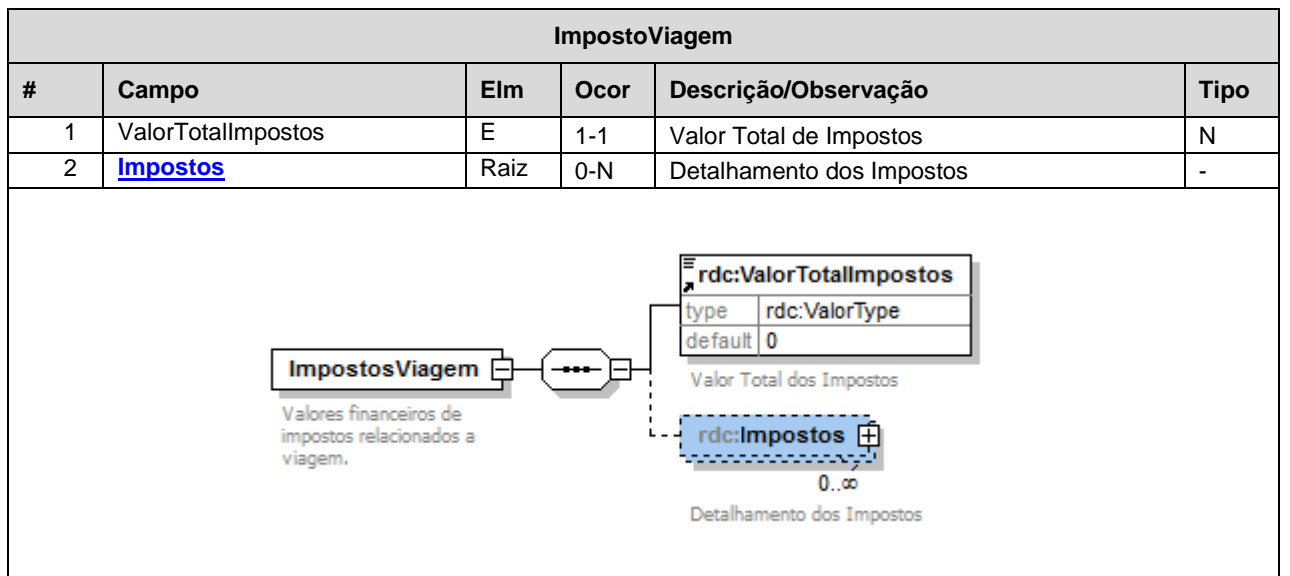 ImpostoViagem
# Campo Elm Ocor Descrição/Observação Tipo
1 ValorTotalImpostos E 1-1 Valor Total de Impostos N
2 Impostos Raiz 0-N Detalhamento dos Impostos -
rdc:ValorTotalImpostos
type rdc:ValorType
default 0
Valor Total dos Impostos
ImpostosViagem
Valores financeiros de
impostos relacionados a
viagem.
rdc:Impostos
0..∞
Detalhamento dos Impostos